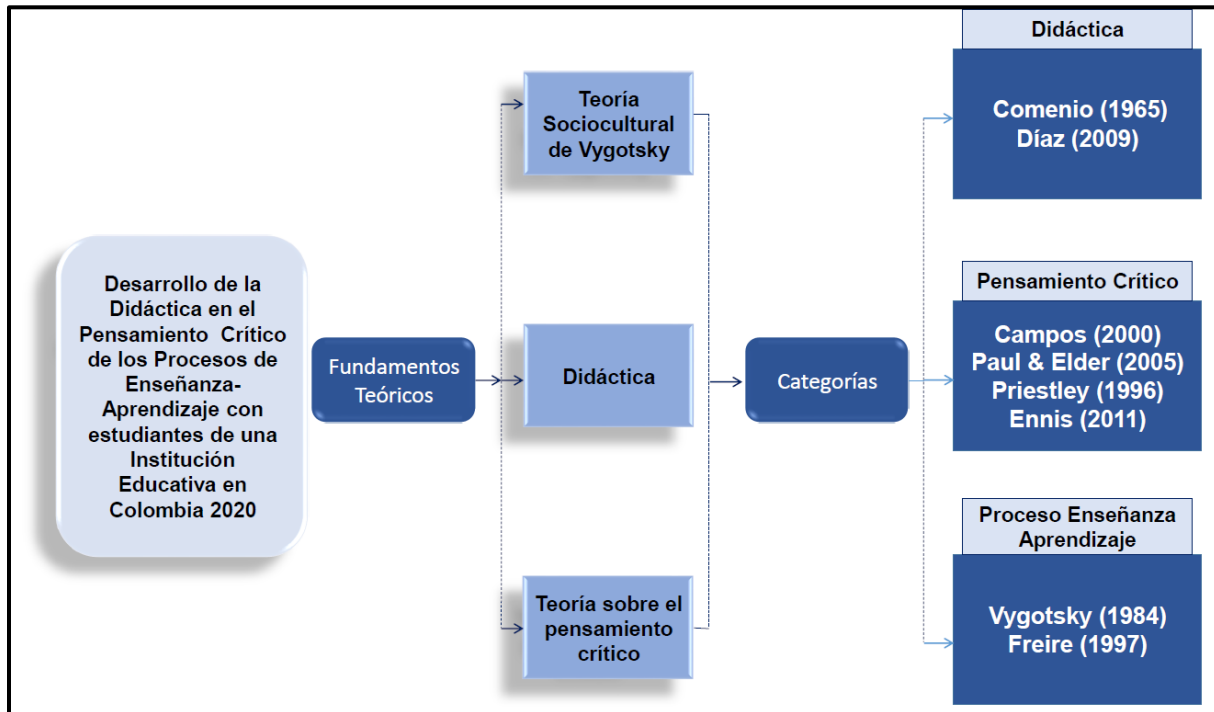 Desarrollo de la
Didáctica en el
Pensamiento Crítico
de los Procesos de
Enseñanza-
Aprendizaje con
estudiantes de una
Institución
Educativa en
Colombia 2020
Fundamentos
Teóricos
Teoría
Sociocultural
de Vygotsky
Didáctica
Teoría sobre el
pensamiento
crítico
Categorías
Didáctica
Comenio (1965)
Díaz (2009)
Pensamiento Crítico
Campos (2000)
Paul & Elder (2005)
Priestley (1996)
Ennis (2011)
Proceso Enseñanza
Aprendizaje
Vygotsky (1984)
Freire (1997)